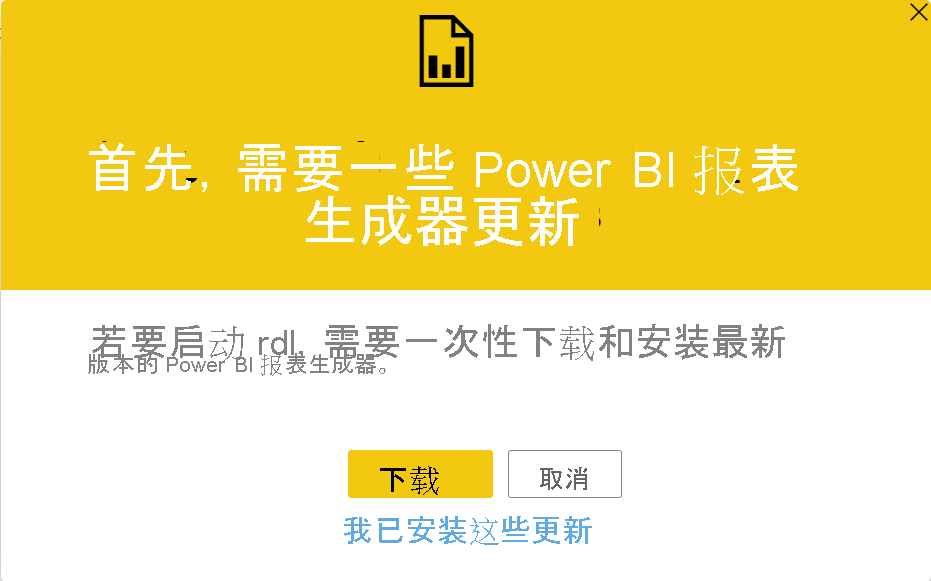 首先, 需要一些 Power BI 报表
生成器更新
若要启动 rdl, 需要一次性下载和安装最新
版本的 Power BI 报表生成器。
下载
取消
我已安装这些更新